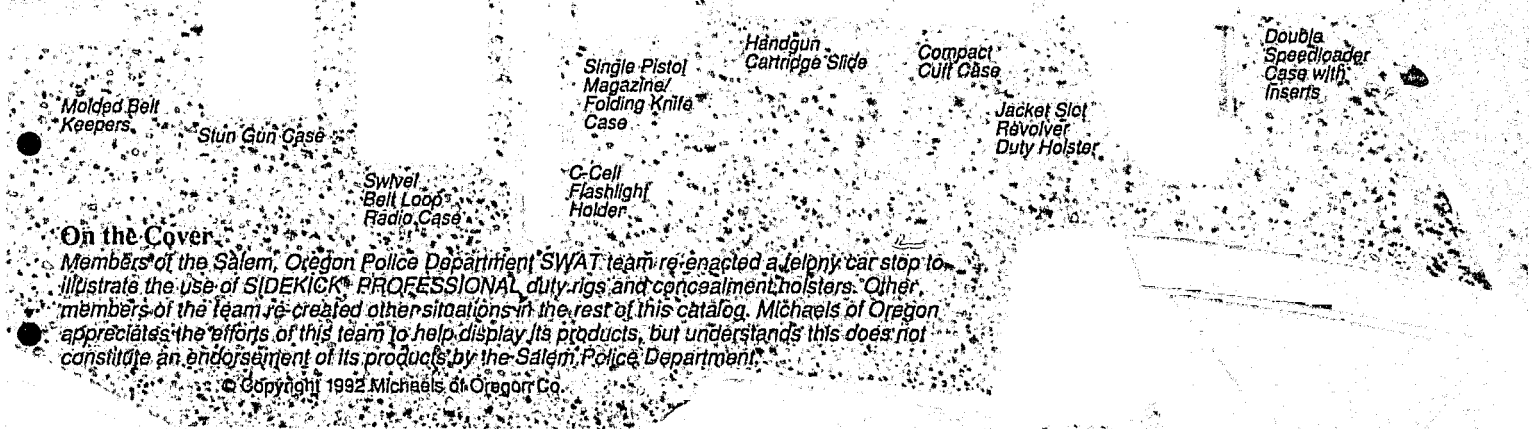 Molded Belt
Keepers
Stun Gun Case
Swivel
Belt Loop
Radio Case
Single Pistol
Magazine/
Folding Knife
Case
C-Cell
Flashlight
Holder
Handgun
Cartridge Slide
Compact
Cuff Case
Jacket Slot
Revolver
Duty Holster
Double
Speedloader
Case with
Inserts
On the Cover
Members of the Salem, Oregon Police Department SWAT team re-enacted a felony car stop to
illustrate the use of SIDEKICK® PROFESSIONAL duty rigs and concealment holsters. Other
members of the team re-created other situations in the rest of this catalog. Michaels of Oregon
appreciates the efforts of this team to help display its products, but understands this does not
constitute an endorsement of its products by the Salem Police Department.
© Copyright 1992 Michaels of Oregon Co.